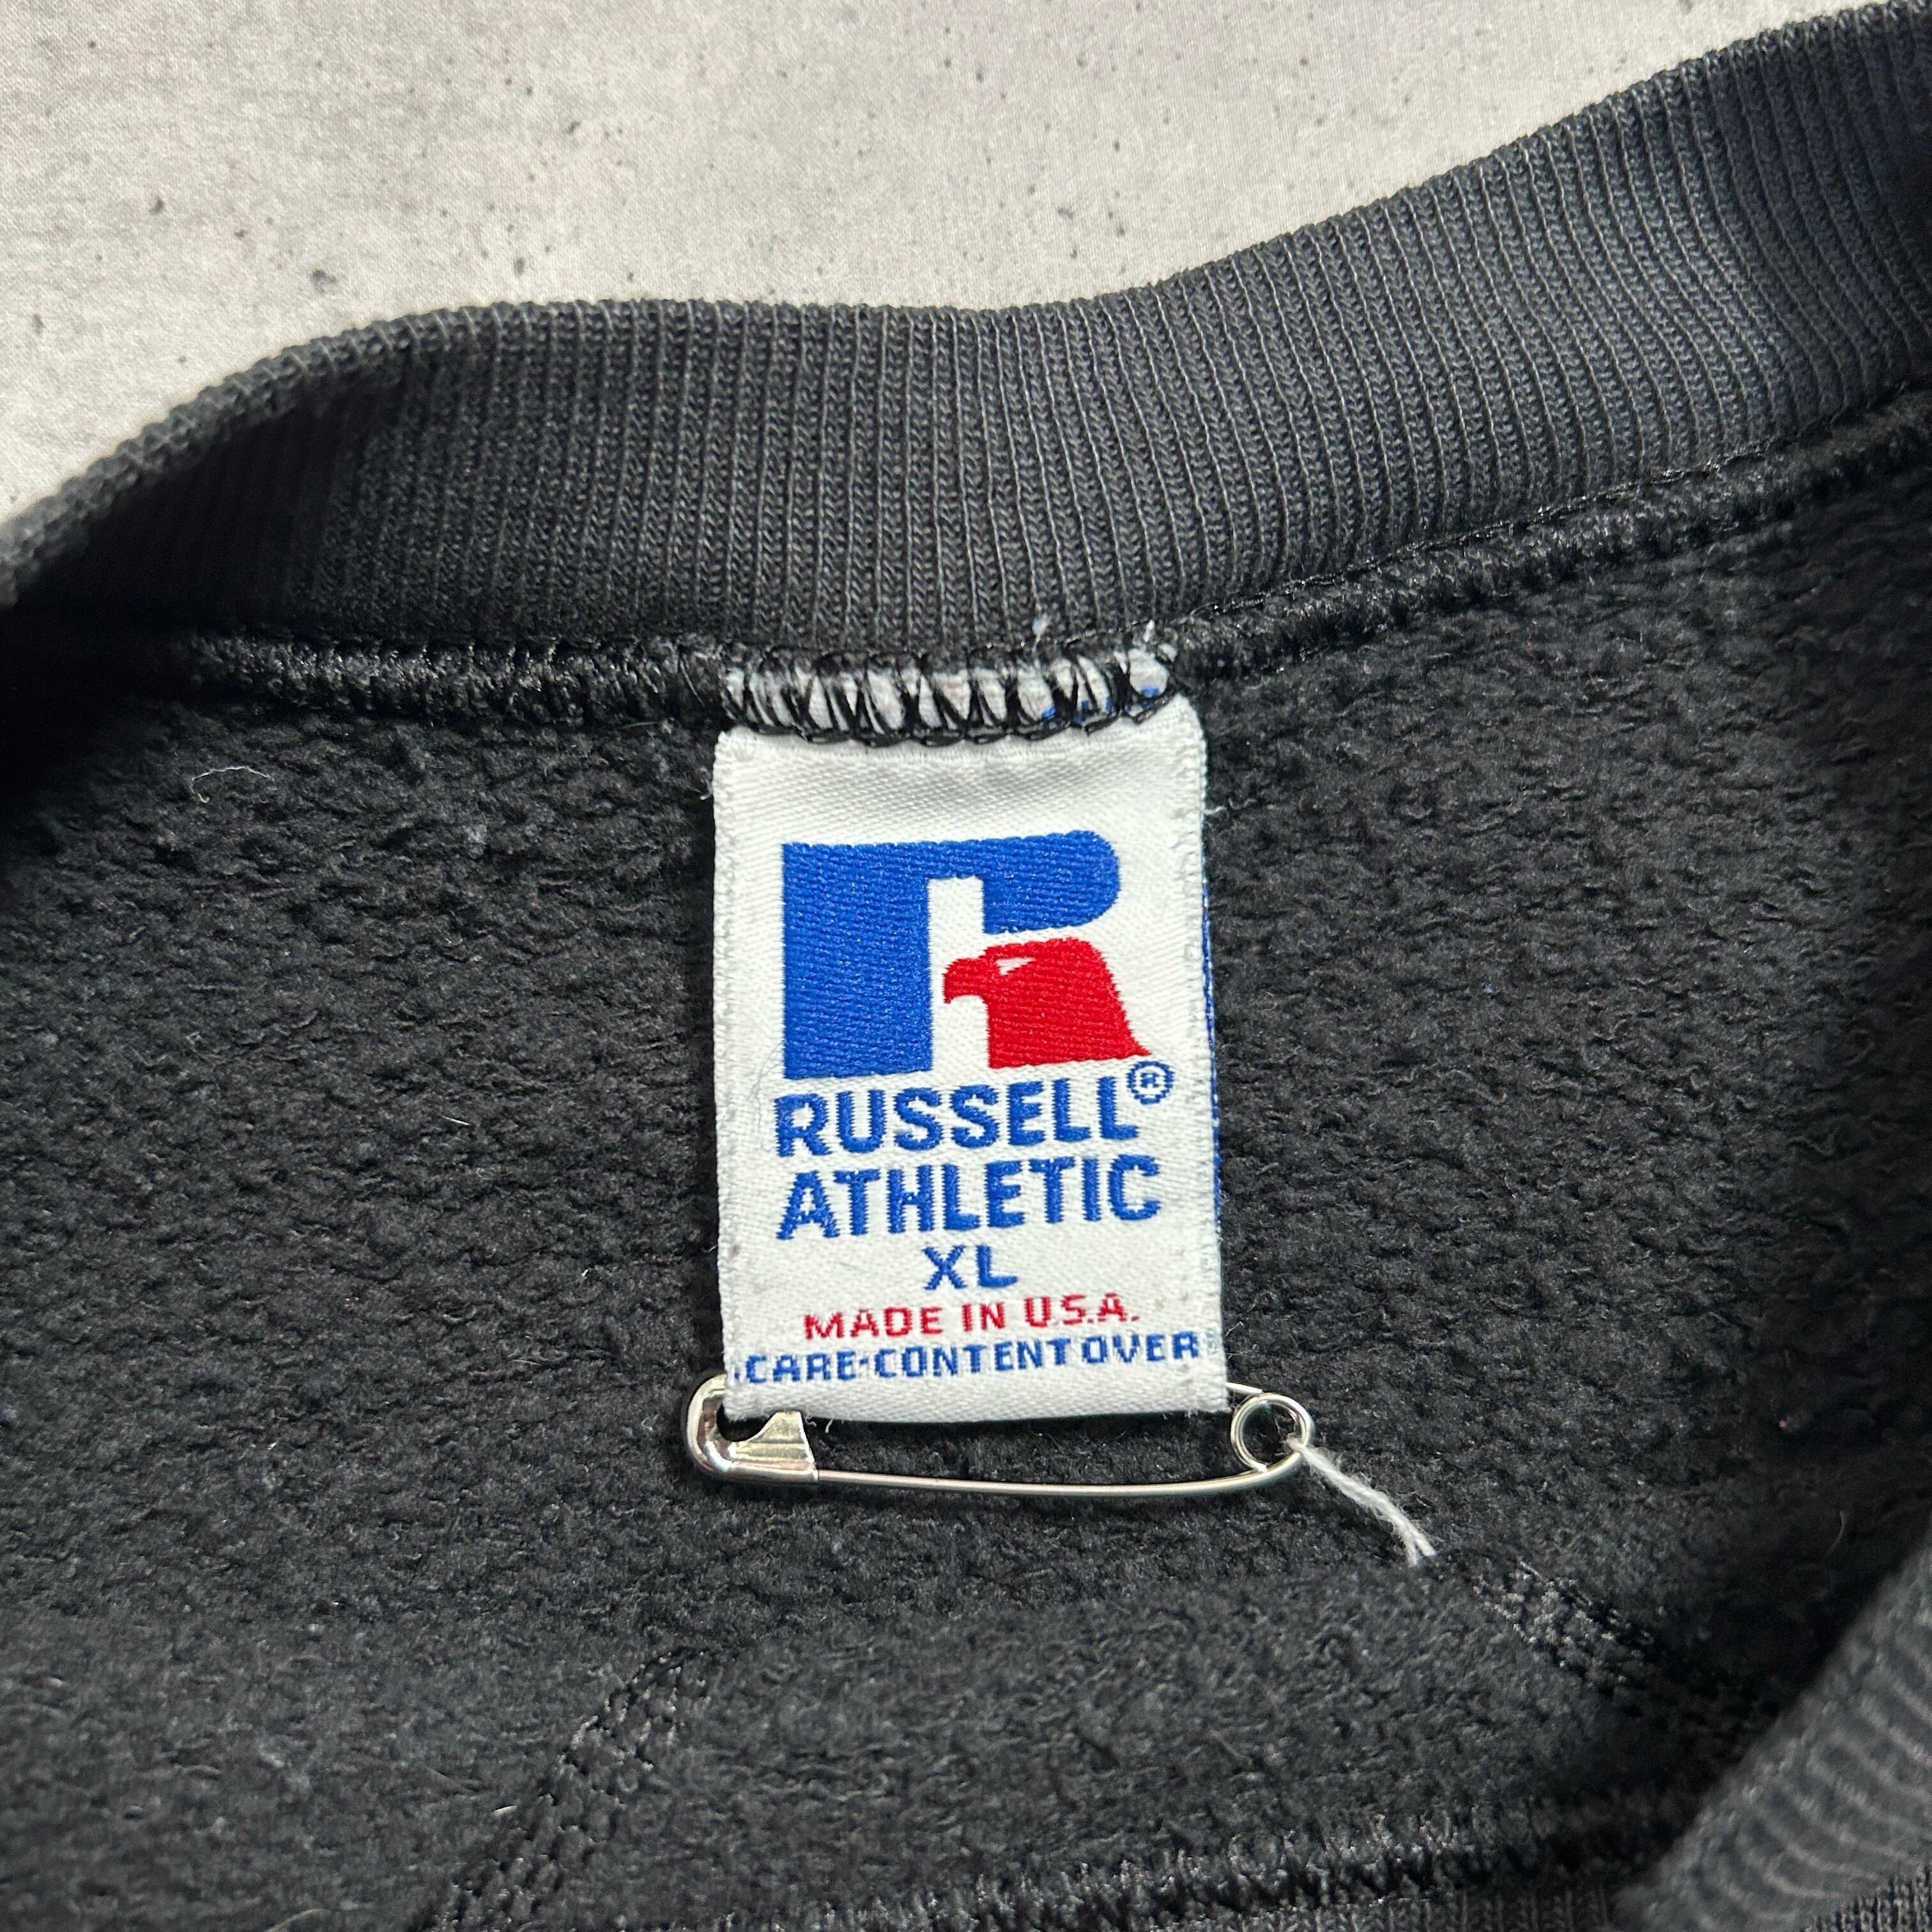 RUSSELL®
ATHLETIC
XL
MADE IN U.S.A.
CARE·CONTENT OVER